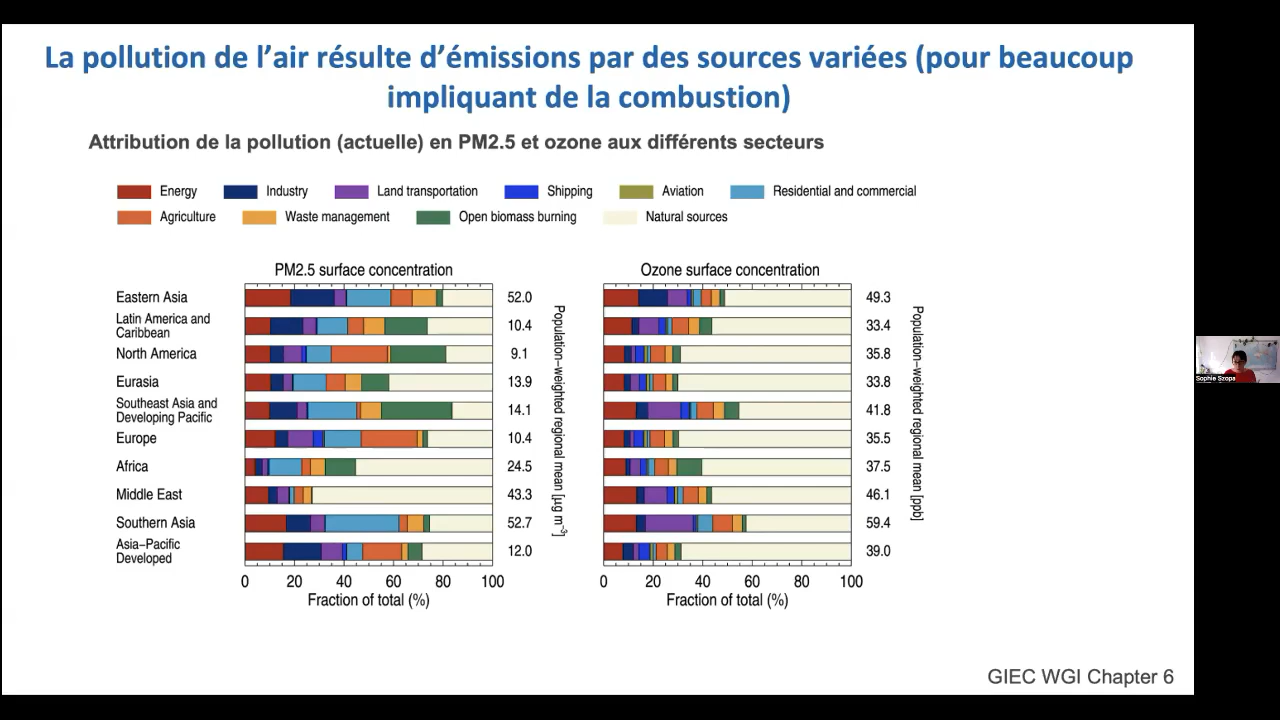 La pollution de l'air résulte d'émissions par des sources variées (pour beaucoup
impliquant de la combustion)
Attribution de la pollution (actuelle) en PM2.5 et ozone aux différents secteurs
Energy Industry Land transportation Shipping Aviation Residential and commercial
Agriculture Waste management Open biomass burning Natural sources
PM2.5 surface concentration
Eastern Asia 52.0
Latin America and
Caribbean 10.4
North America 9.1
Eurasia 13.9
Southeast Asia and
Developing Pacific 14.1
Europe 10.4
Africa 24.5
Middle East 43.3
Southern Asia 52.7
Asia–Pacific
Developed 12.0
0 20 40 60 80 100
Fraction of total (%)
Population–weighted regional mean [μg m⁻³]
Ozone surface concentration
49.3
33.4
35.8
33.8
41.8
35.5
37.5
46.1
59.4
39.0
0 20 40 60 80 100
Fraction of total (%)
Population–weighted regional mean [ppb]
Sophie Szopa
GIEC WGI Chapter 6